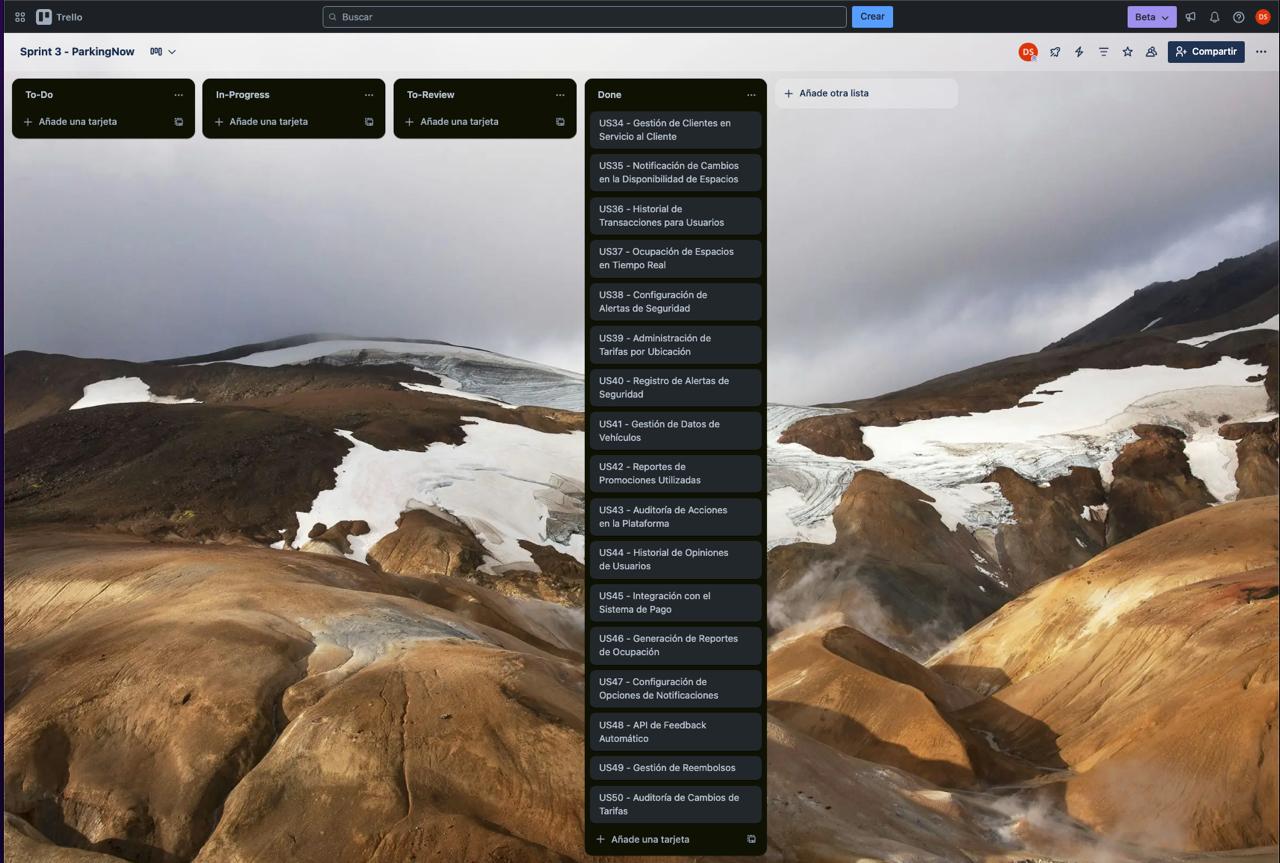 Trello
Buscar
Crear
Beta
DS
Sprint 3 - ParkingNow
DS
Compartir
To-Do
Añade una tarjeta
In-Progress
Añade una tarjeta
To-Review
Añade una tarjeta
Done
US34 - Gestión de Clientes en
Servicio al Cliente
US35 - Notificación de Cambios
en la Disponibilidad de Espacios
US36 - Historial de
Transacciones para Usuarios
US37 - Ocupación de Espacios
en Tiempo Real
US38 - Configuración de
Alertas de Seguridad
US39 - Administración de
Tarifas por Ubicación
US40 - Registro de Alertas de
Seguridad
US41 - Gestión de Datos de
Vehículos
US42 - Reportes de
Promociones Utilizadas
US43 - Auditoría de Acciones
en la Plataforma
US44 - Historial de Opiniones
de Usuarios
US45 - Integración con el
Sistema de Pago
US46 - Generación de Reportes
de Ocupación
US47 - Configuración de
Opciones de Notificaciones
US48 - API de Feedback
Automático
US49 - Gestión de Reembolsos
US50 - Auditoría de Cambios de
Tarifas
Añade una tarjeta
Añade otra lista